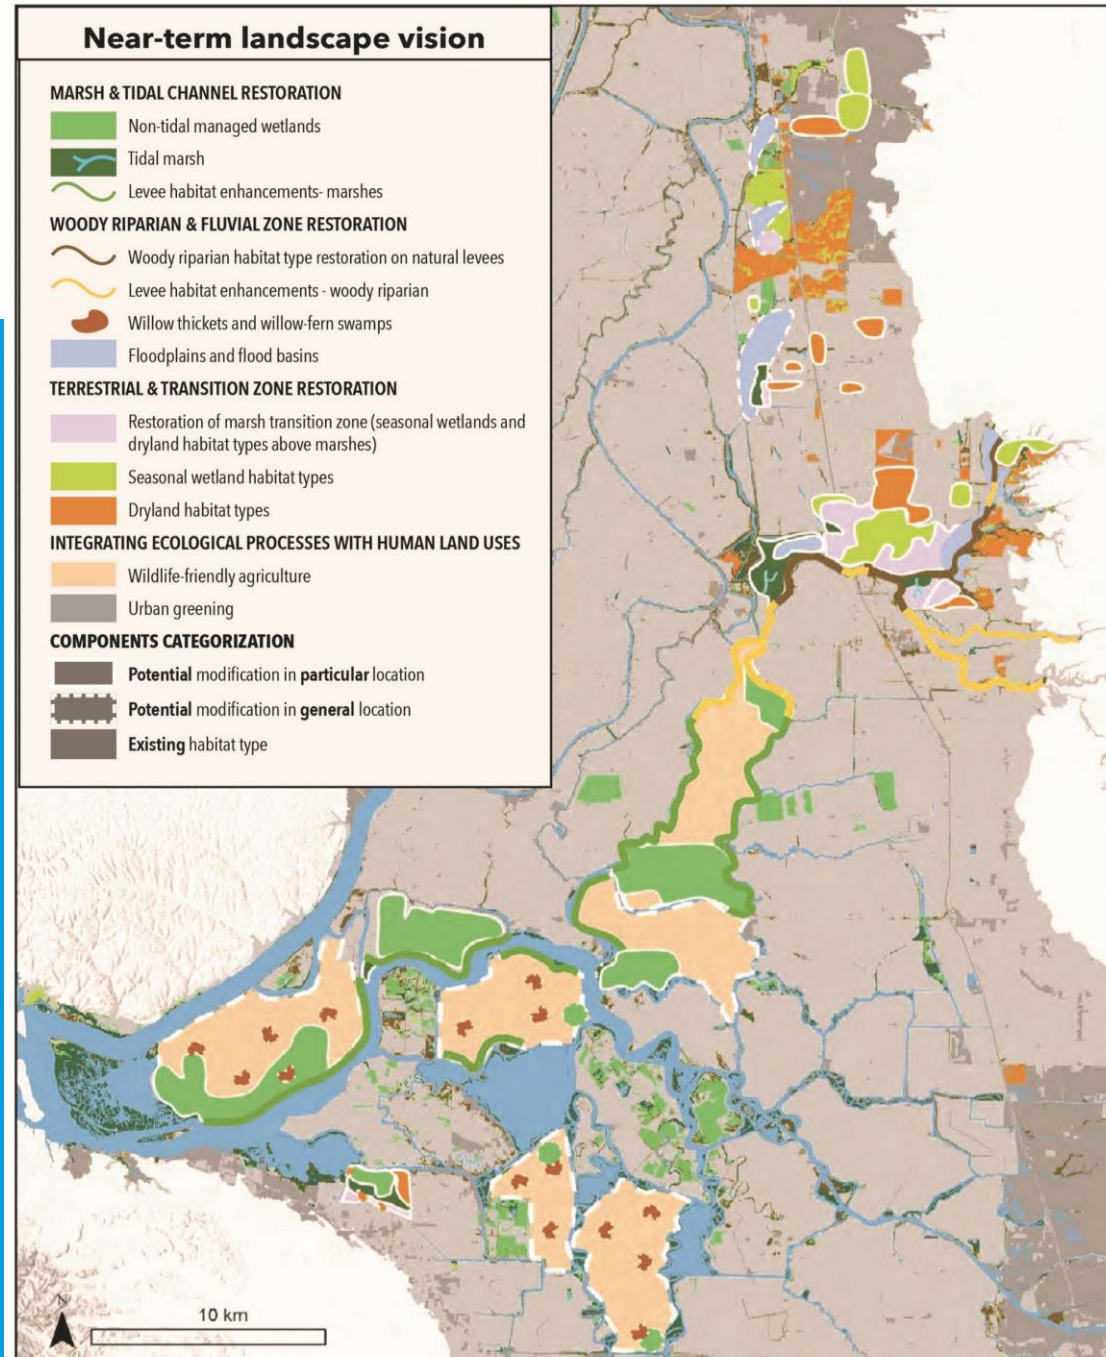 Near-term landscape vision
MARSH & TIDAL CHANNEL RESTORATION
Non-tidal managed wetlands
Tidal marsh
Levee habitat enhancements- marshes
WOODY RIPARIAN & FLUVIAL ZONE RESTORATION
Woody riparian habitat type restoration on natural levees
Levee habitat enhancements - woody riparian
Willow thickets and willow-fern swamps
Floodplains and flood basins
TERRESTRIAL & TRANSITION ZONE RESTORATION
Restoration of marsh transition zone (seasonal wetlands and
dryland habitat types above marshes)
Seasonal wetland habitat types
Dryland habitat types
INTEGRATING ECOLOGICAL PROCESSES WITH HUMAN LAND USES
Wildlife-friendly agriculture
Urban greening
COMPONENTS CATEGORIZATION
Potential modification in particular location
Potential modification in general location
Existing habitat type
N
10 km